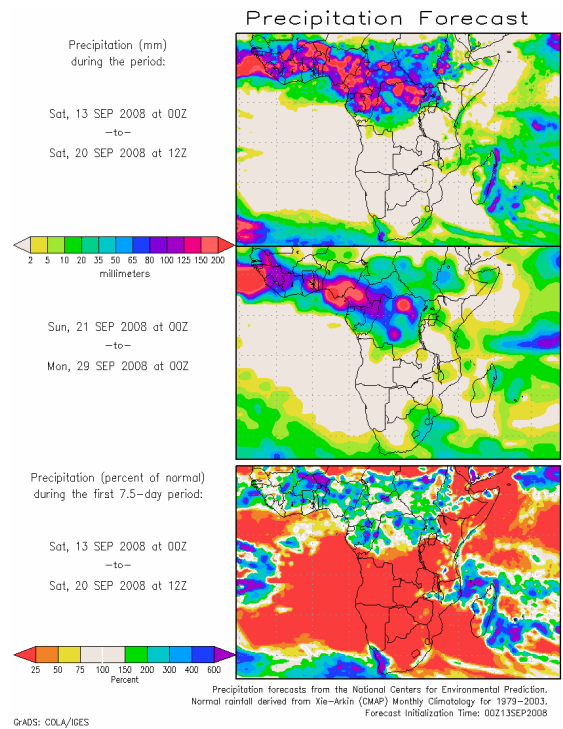 Precipitation Forecast
Precipitation (mm)
during the period:
Sat, 13 SEP 2008 at 00Z
—to—
Sat, 20 SEP 2008 at 12Z
2 5 10 20 35 50 65 80 100 125 150 200
millimeters
Sun, 21 SEP 2008 at 00Z
—to—
Mon, 29 SEP 2008 at 00Z
Precipitation (percent of normal)
during the first 7.5-day period:
Sat, 13 SEP 2008 at 00Z
—to—
Sat, 20 SEP 2008 at 12Z
25 50 75 100 100 150 200 300 400 600
Percent
Precipitation forecasts from the National Centers for Environmental Prediction.
Normal rainfall derived from Xie-Arkin (CMAP) Monthly Climatology for 1979-2003.
Forecast Initialization Time: 00Z13SEP2008
GrADS: COLA/IGES